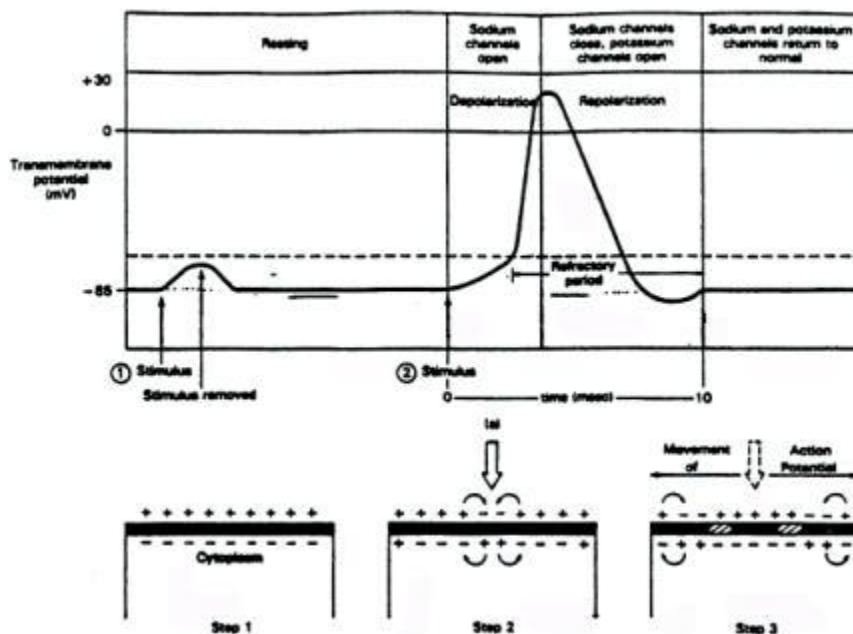 Resting
Sodium
channels
open
Sodium channels
close, potassium
channels open
Sodium and potassium
channels return to
normal
+30
Depolarization
Repolarization
0
Transmembrane
potential
(mV)
Refractory
period
-85
① Stimulus
Stimulus removed
② Stimulus
0 time (msec) 10
(a)
Movement
of
Action
Potential
+ + + + + + + + +
Cytoplasm
Step 1
Step 2
Step 3